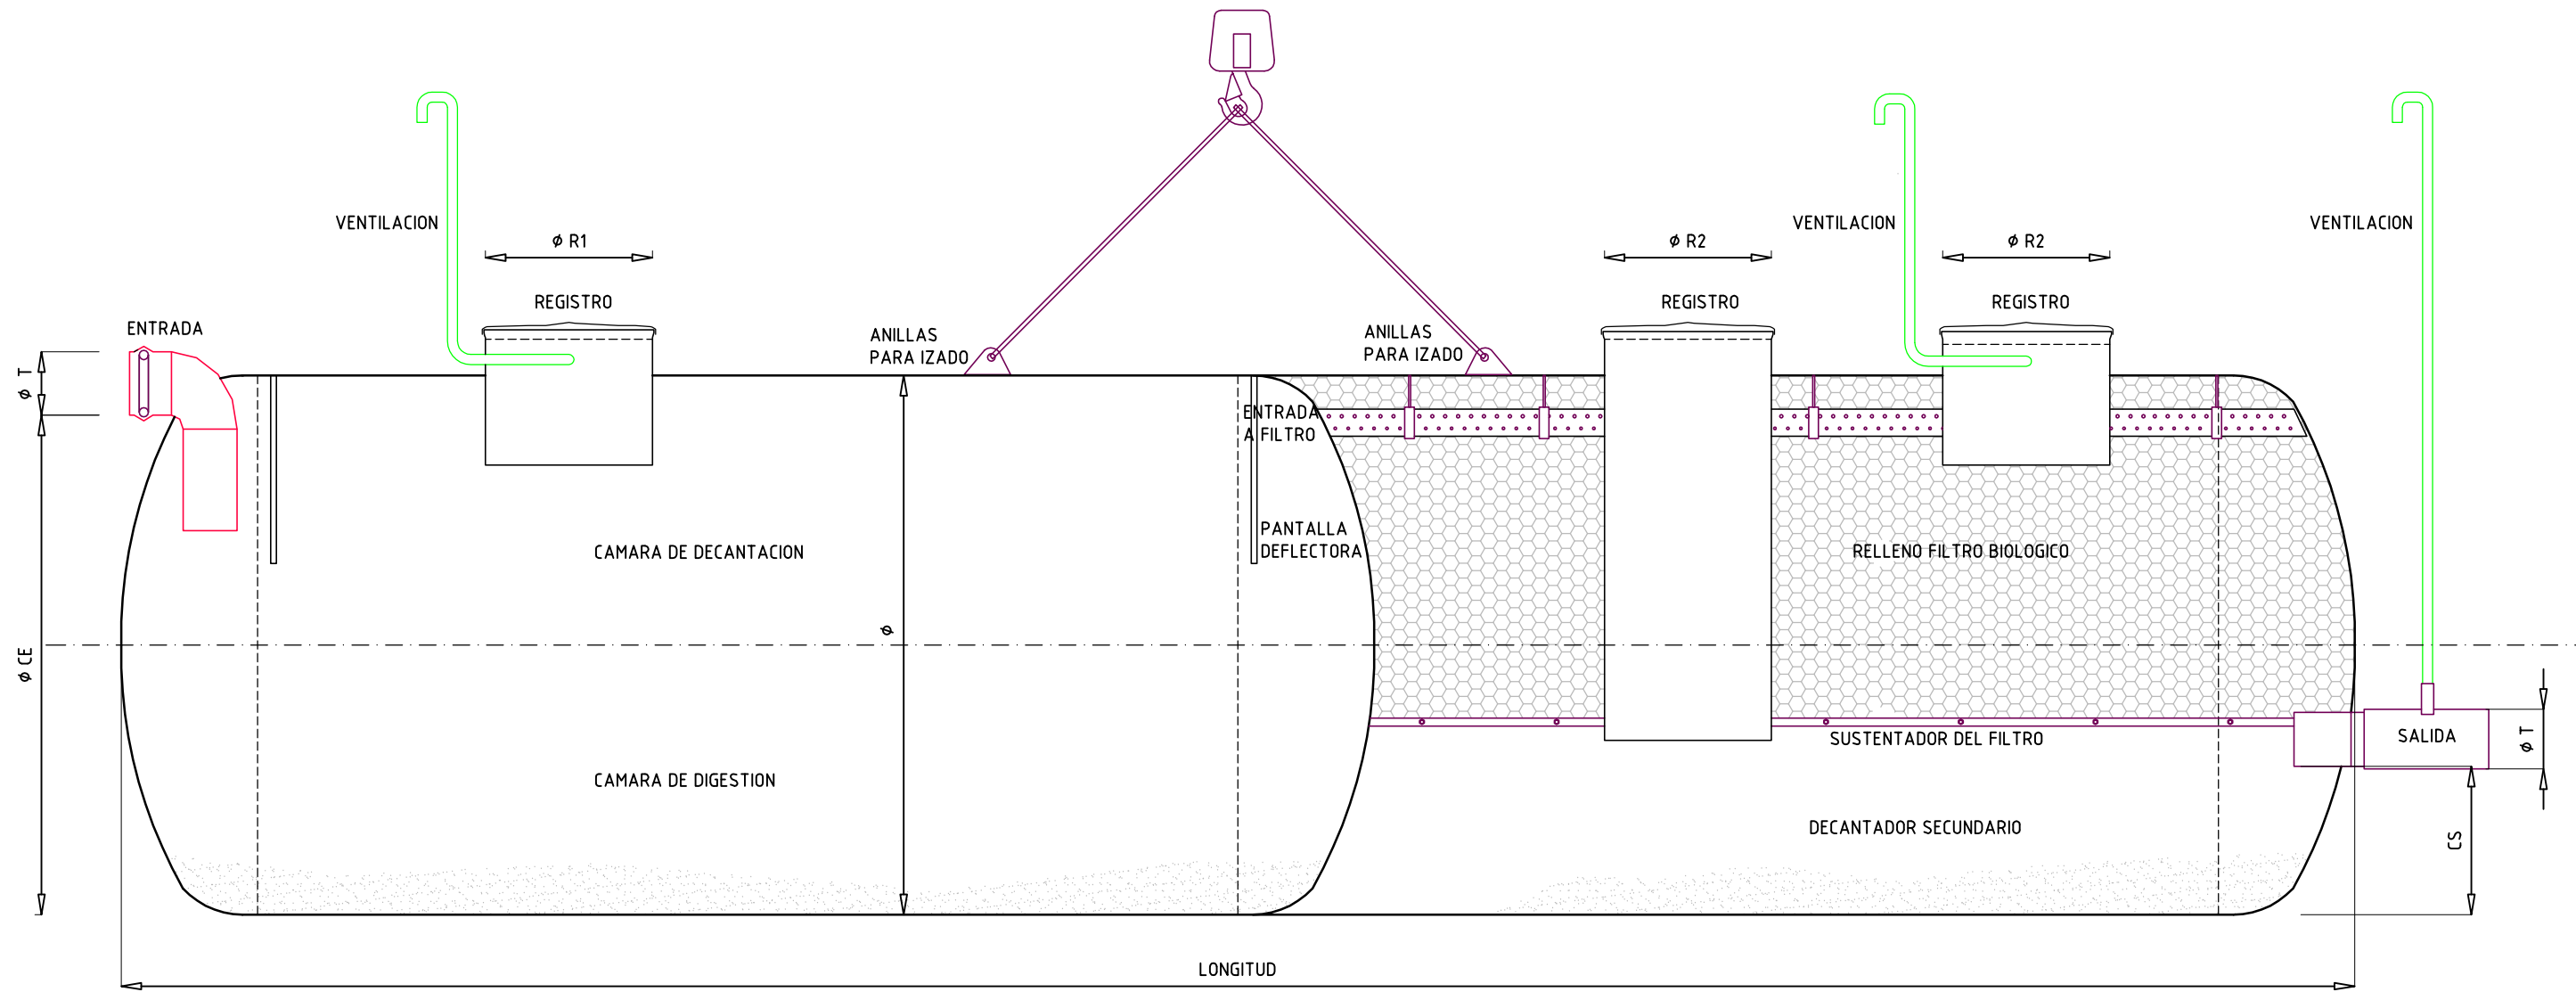 VENTILACION
VENTILACION
VENTILACION
Ø R1
Ø R2
Ø R2
REGISTRO
REGISTRO
REGISTRO
ENTRADA
ANILLAS
PARA IZADO
ANILLAS
PARA IZADO
Ø T
ENTRADA
A FILTRO
PANTALLA
DEFLECTORA
CAMARA DE DECANTACION
RELLENO FILTRO BIOLOGICO
Ø
Ø CE
SUSTENTADOR DEL FILTRO
SALIDA
Ø T
CAMARA DE DIGESTION
DECANTADOR SECUNDARIO
CS
LONGITUD